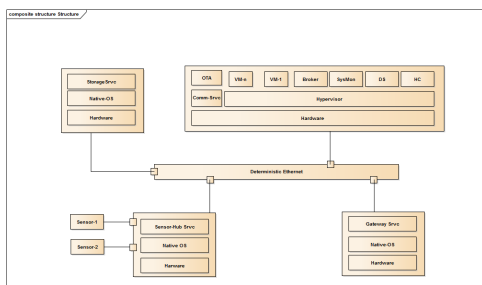 composite structure Structure
StorageSrvc
Native-OS
Hardware
OTA
VM-n
VM-1
Broker
SysMon
DS
HC
Comm-Srvc
Hypervisor
Hardware
Deterministic Ethernet
Sensor-1
Sensor-2
Sensor-Hub Srvc
Native OS
Harware
Gateway Srvc
Native-OS
Hardware